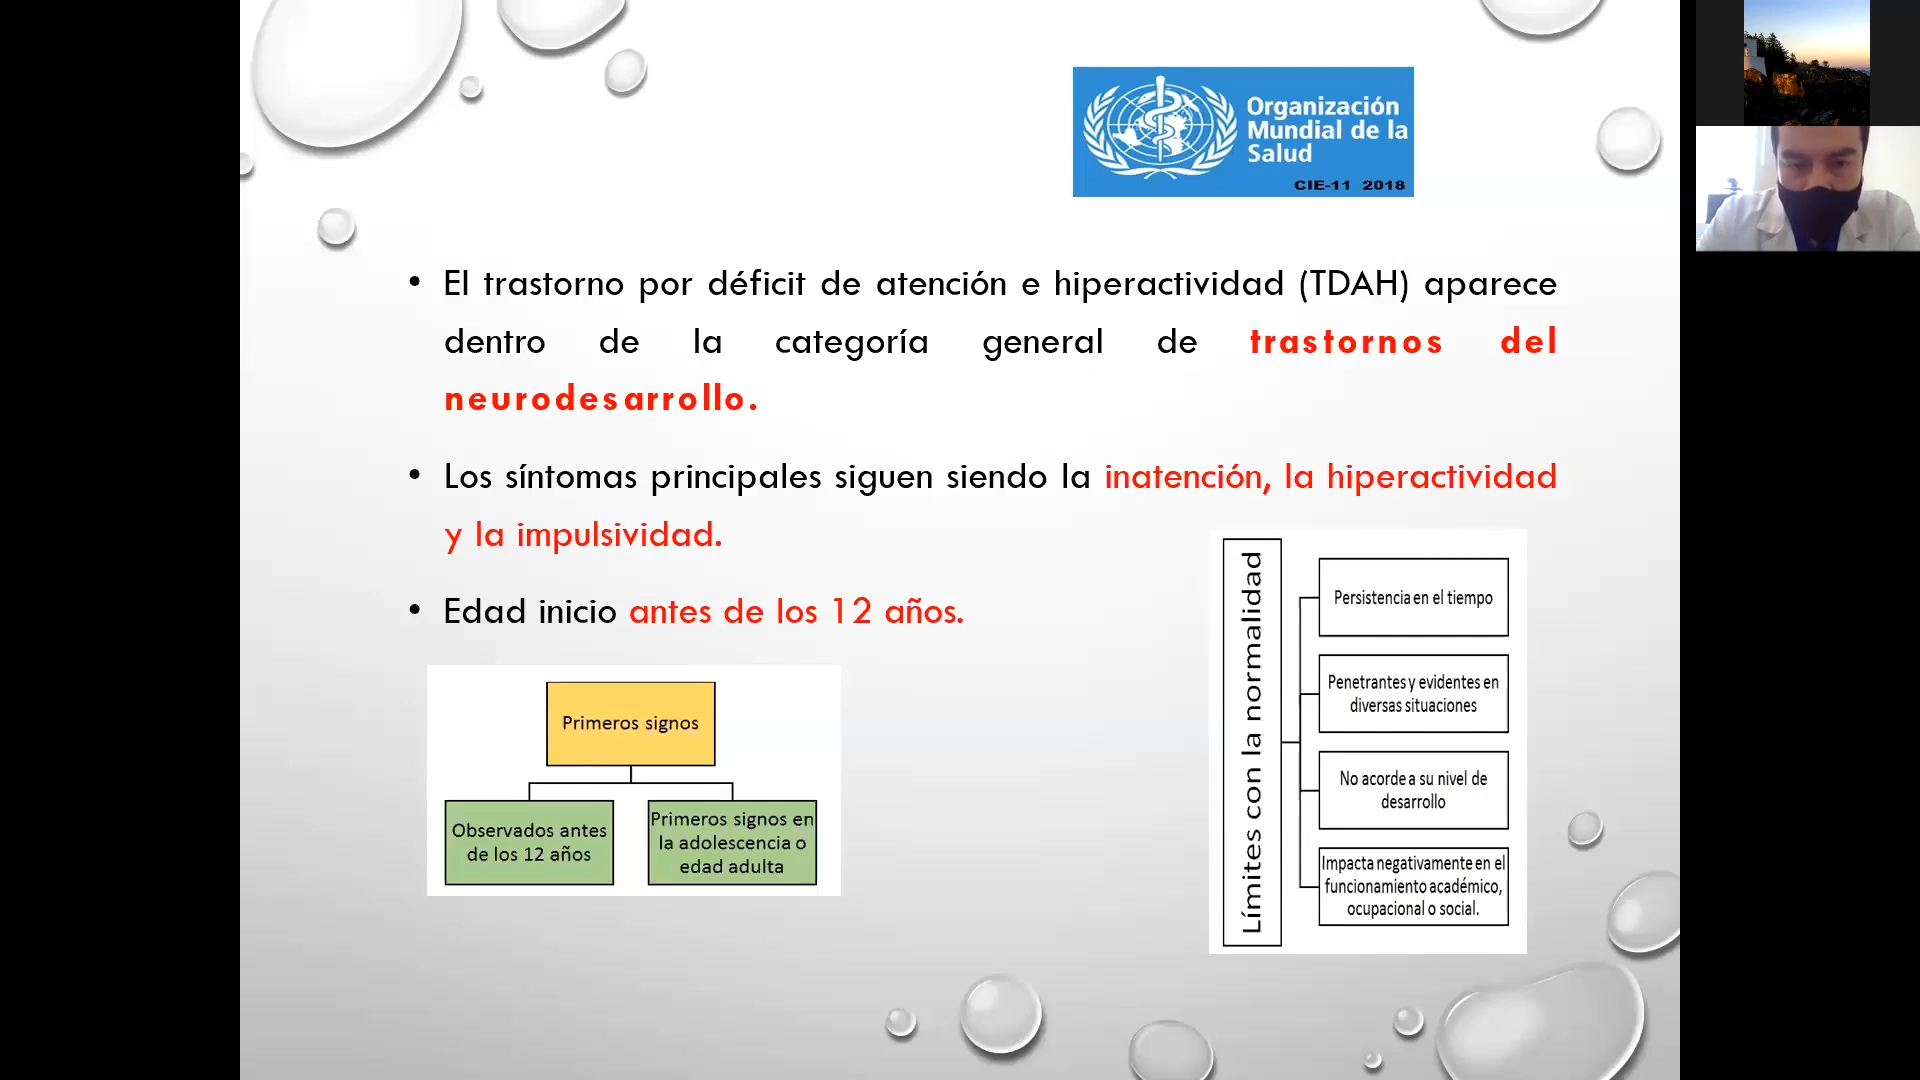 Organización
Mundial de la
Salud
CIE-11 2018
• El trastorno por déficit de atención e hiperactividad (TDAH) aparece
dentro de la categoría general de trastornos del
neurodesarrollo.
• Los síntomas principales siguen siendo la inatención, la hiperactividad
y la impulsividad.
• Edad inicio antes de los 12 años.
Primeros signos
Observados antes
de los 12 años
Primeros signos en
la adolescencia o
edad adulta
Límites con la normalidad
Persistencia en el tiempo
Penetrantes y evidentes en
diversas situaciones
No acorde a su nivel de
desarrollo
Impacta negativamente en el
funcionamiento académico,
ocupacional o social.